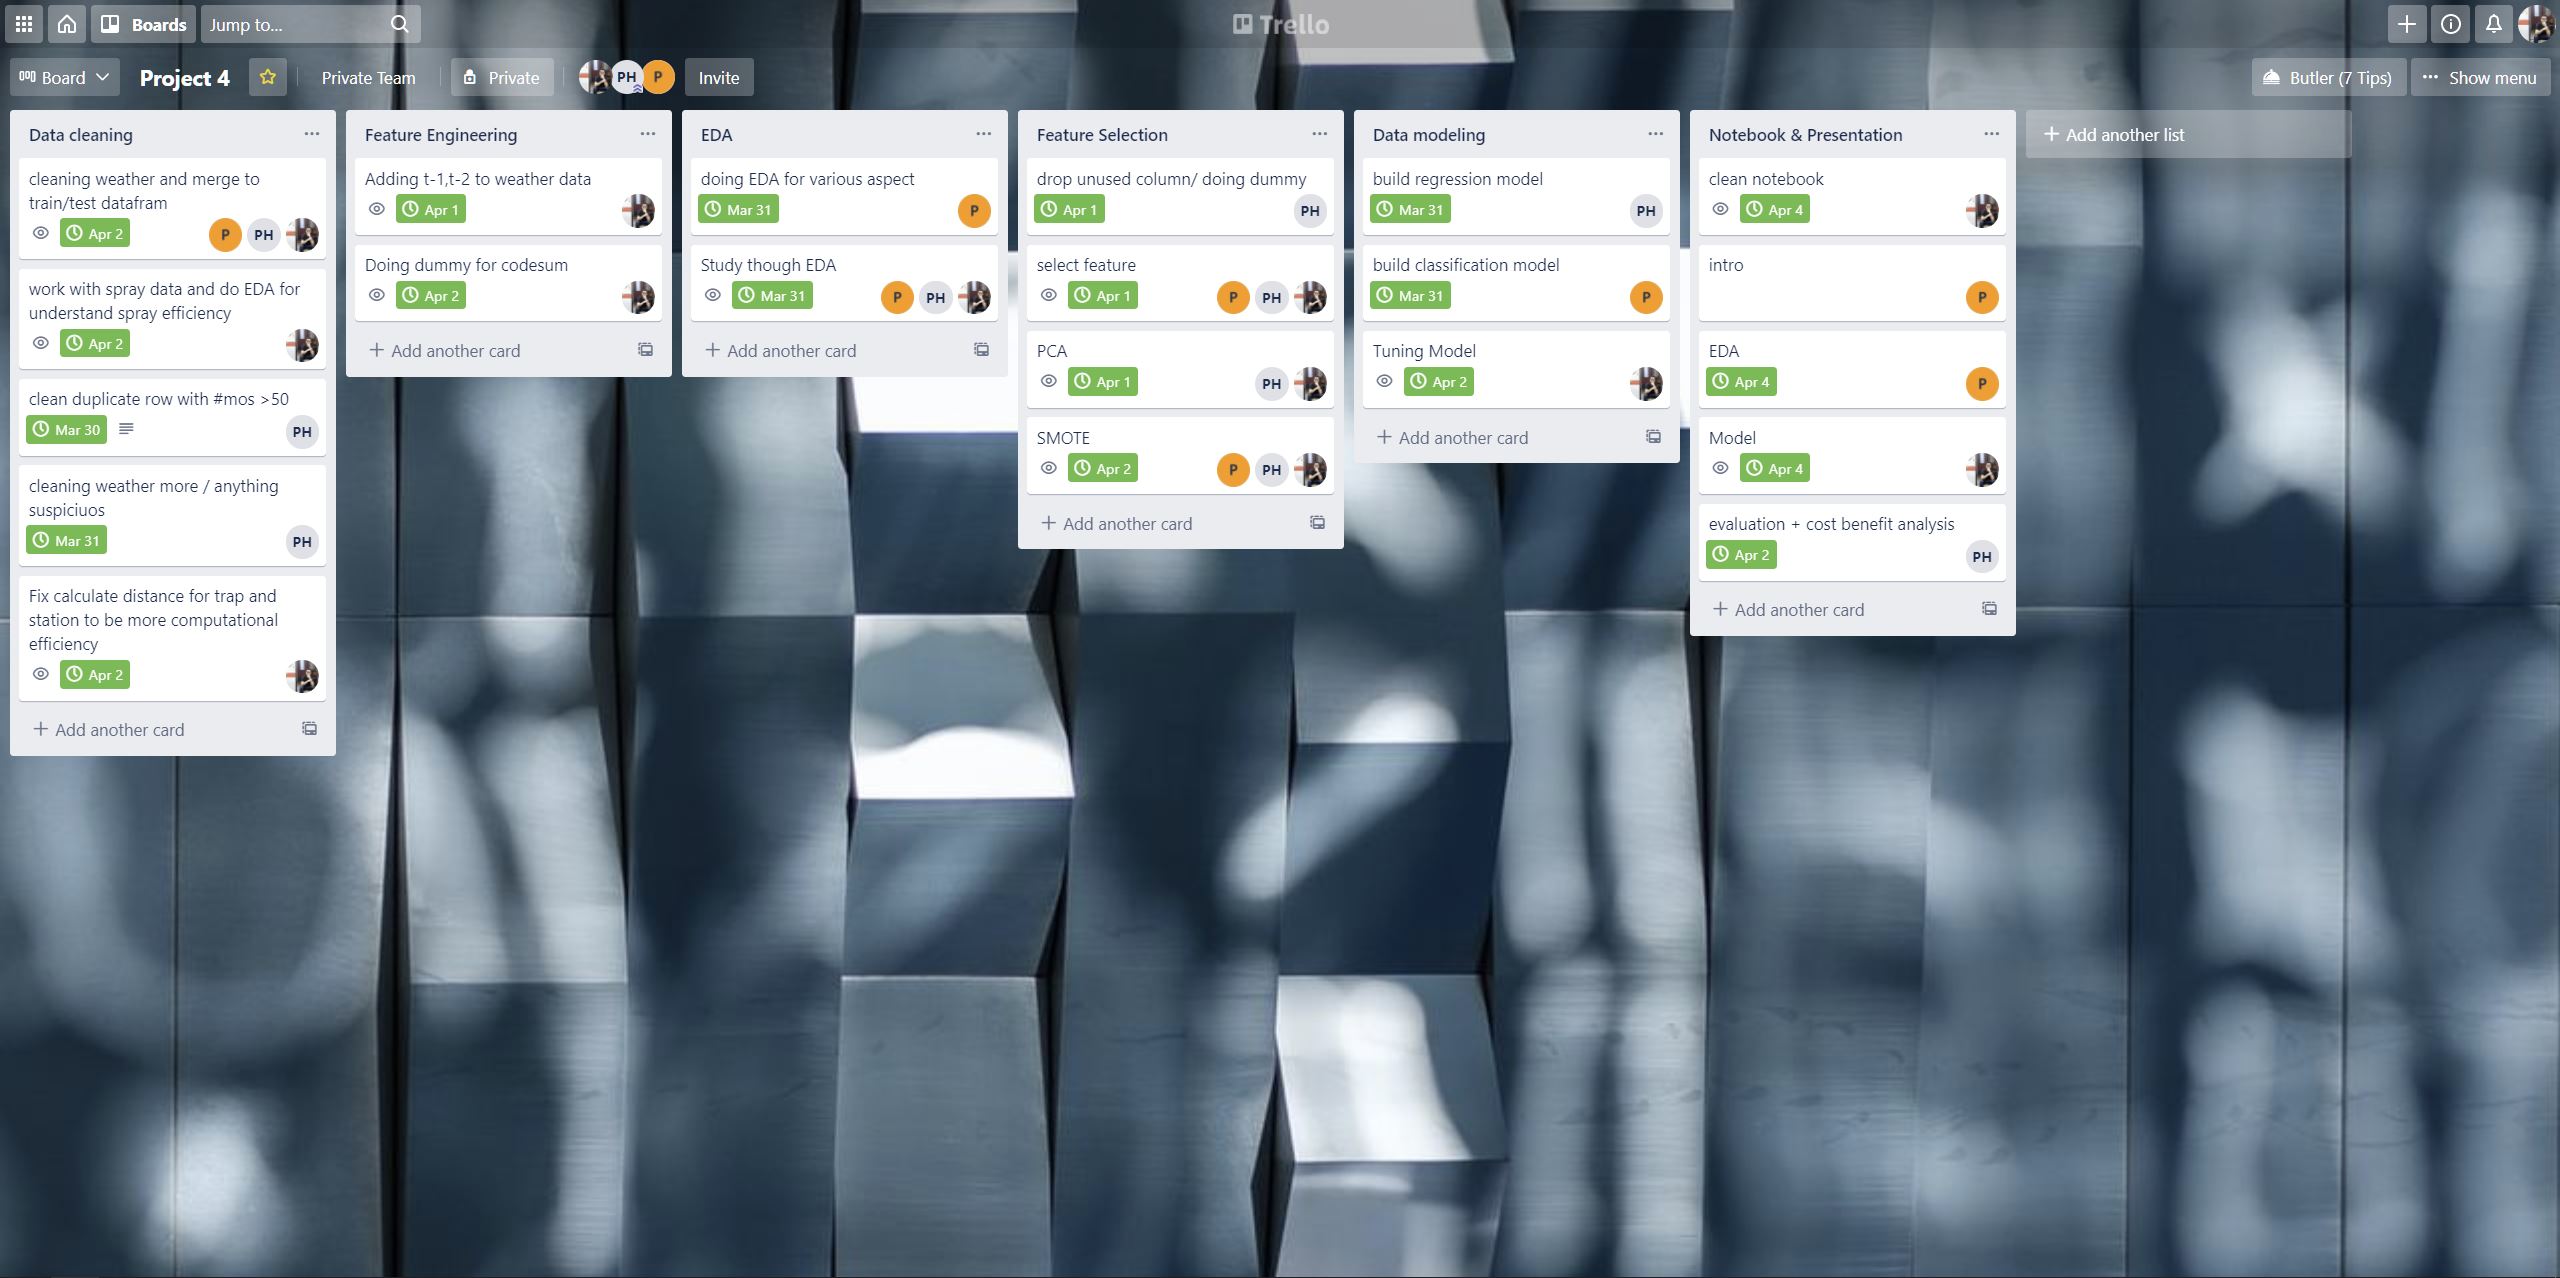 Boards
Jump to...
Trello
Board
Project 4
Private Team
Private
PH
P
Invite
Butler (7 Tips)
... Show menu
Data cleaning
cleaning weather and merge to
train/test datafram
Apr 2
P PH
work with spray data and do EDA for
understand spray efficiency
Apr 2
clean duplicate row with #mos >50
Mar 30
PH
cleaning weather more / anything
suspiciuos
Mar 31
PH
Fix calculate distance for trap and
station to be more computational
efficiency
Apr 2
+ Add another card
Feature Engineering
Adding t-1,t-2 to weather data
Apr 1
Doing dummy for codesum
Apr 2
+ Add another card
EDA
doing EDA for various aspect
Mar 31
P
Study though EDA
Mar 31
P PH
+ Add another card
Feature Selection
drop unused column/ doing dummy
Apr 1
PH
select feature
Apr 1
P PH
PCA
Apr 1
PH
SMOTE
Apr 2
P PH
+ Add another card
Data modeling
build regression model
Mar 31
PH
build classification model
Mar 31
P
Tuning Model
Apr 2
+ Add another card
Notebook & Presentation
clean notebook
Apr 4
intro
P
EDA
Apr 4
P
Model
Apr 4
evaluation + cost benefit analysis
Apr 2
PH
+ Add another card
+ Add another list